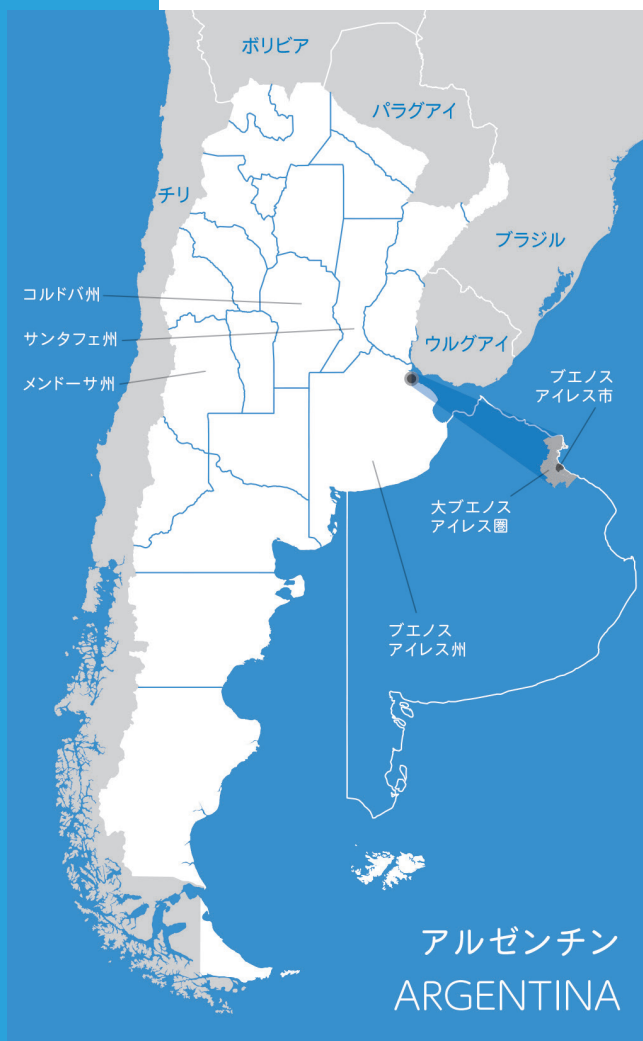 ボリビア
パラグアイ
チリ
ブラジル
コルドバ州
サンタフェ州
ウルグアイ
メンドーサ州
ブエノス
アイレス市
大ブエノス
アイレス圏
ブエノス
アイレス州
アルゼンチン
ARGENTINA